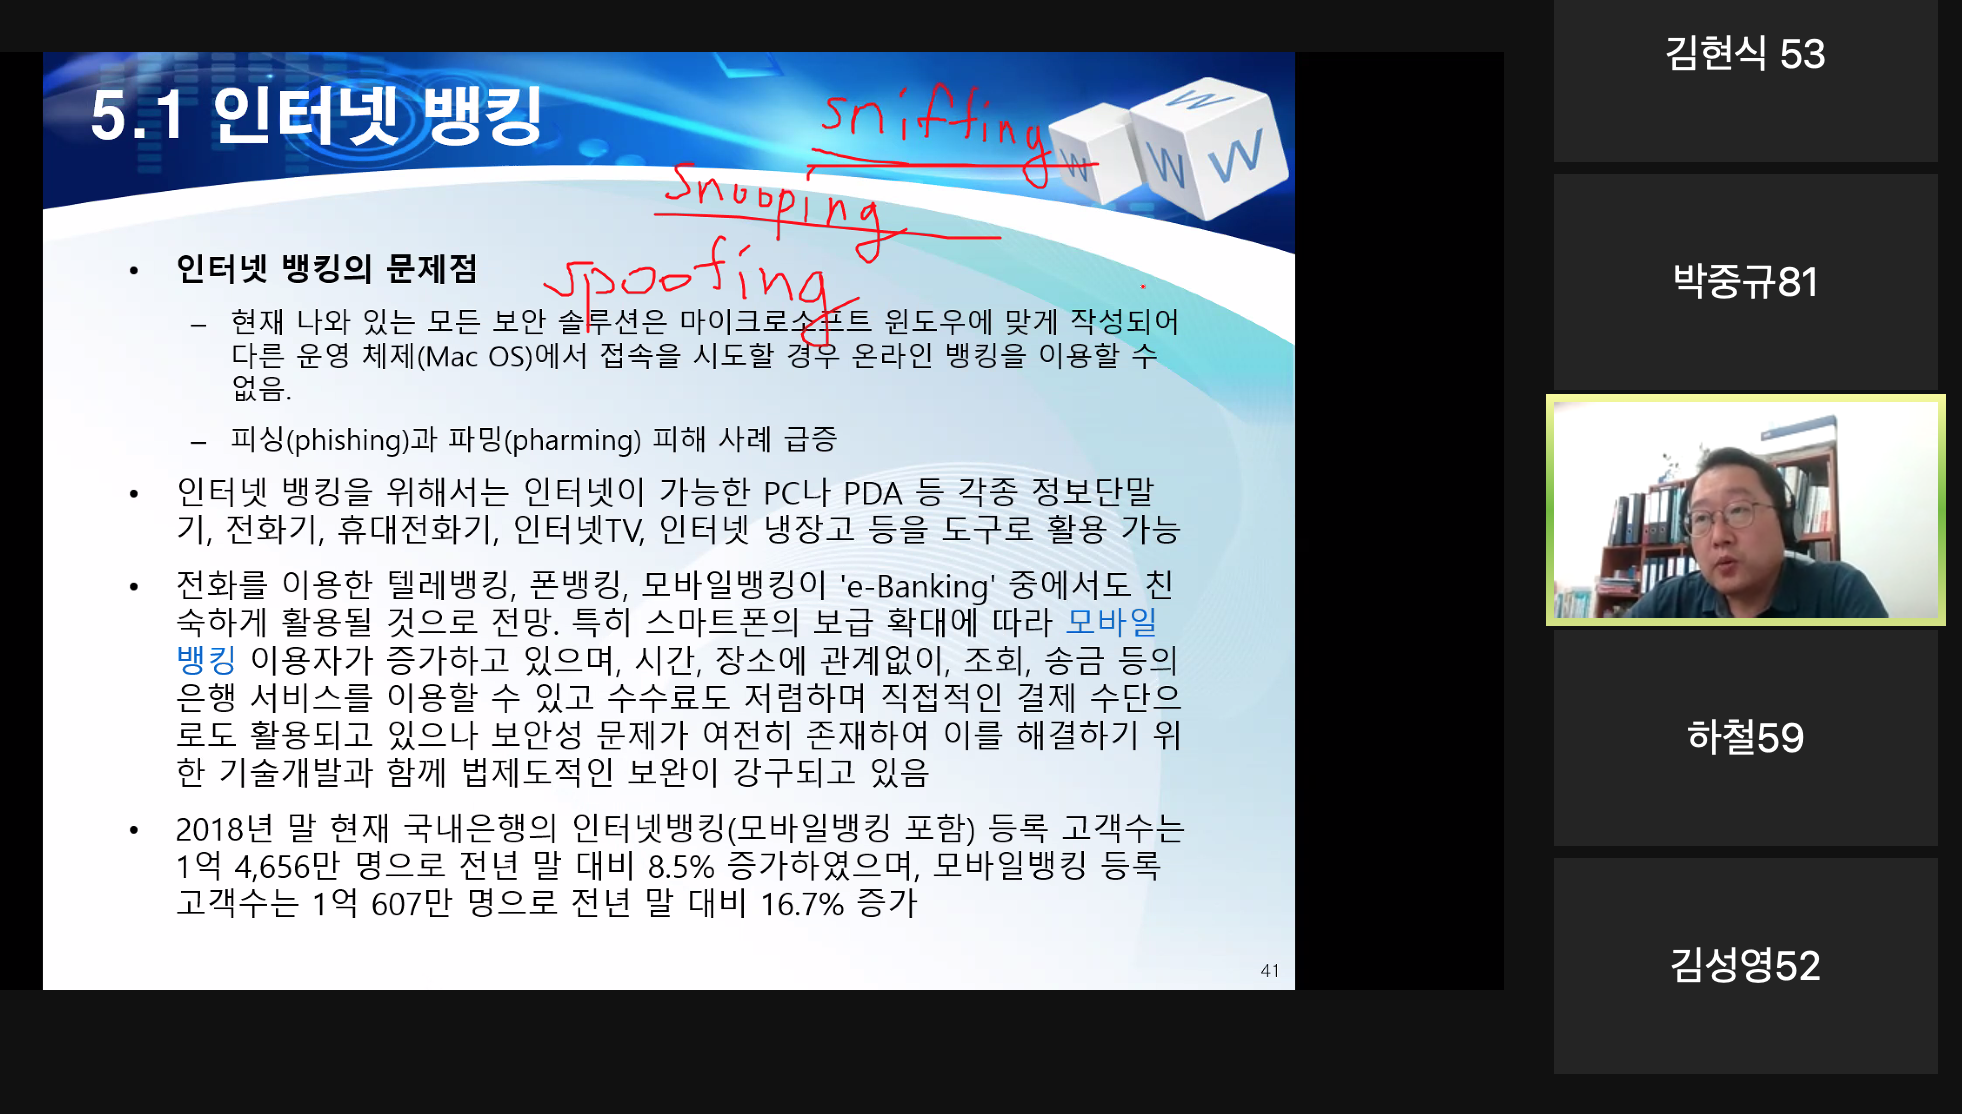 5.1 인터넷 뱅킹
sniffing
snooping
spoofing
W W W W
• 인터넷 뱅킹의 문제점
– 현재 나와 있는 모든 보안 솔루션은 마이크로소프트 윈도우에 맞게 작성되어
다른 운영 체제(Mac OS)에서 접속을 시도할 경우 온라인 뱅킹을 이용할 수
없음.
– 피싱(phishing)과 파밍(pharming) 피해 사례 급증
• 인터넷 뱅킹을 위해서는 인터넷이 가능한 PC나 PDA 등 각종 정보단말
기, 전화기, 휴대전화기, 인터넷TV, 인터넷 냉장고 등을 도구로 활용 가능
• 전화를 이용한 텔레뱅킹, 폰뱅킹, 모바일뱅킹이 'e-Banking' 중에서도 친
숙하게 활용될 것으로 전망. 특히 스마트폰의 보급 확대에 따라 모바일
뱅킹 이용자가 증가하고 있으며, 시간, 장소에 관계없이, 조회, 송금 등의
은행 서비스를 이용할 수 있고 수수료도 저렴하며 직접적인 결제 수단으
로도 활용되고 있으나 보안성 문제가 여전히 존재하여 이를 해결하기 위
한 기술개발과 함께 법제도적인 보완이 강구되고 있음
• 2018년 말 현재 국내은행의 인터넷뱅킹(모바일뱅킹 포함) 등록 고객수는
1억 4,656만 명으로 전년 말 대비 8.5% 증가하였으며, 모바일뱅킹 등록
고객수는 1억 607만 명으로 전년 말 대비 16.7% 증가
41
김현식 53
박중규81
하철59
김성영52